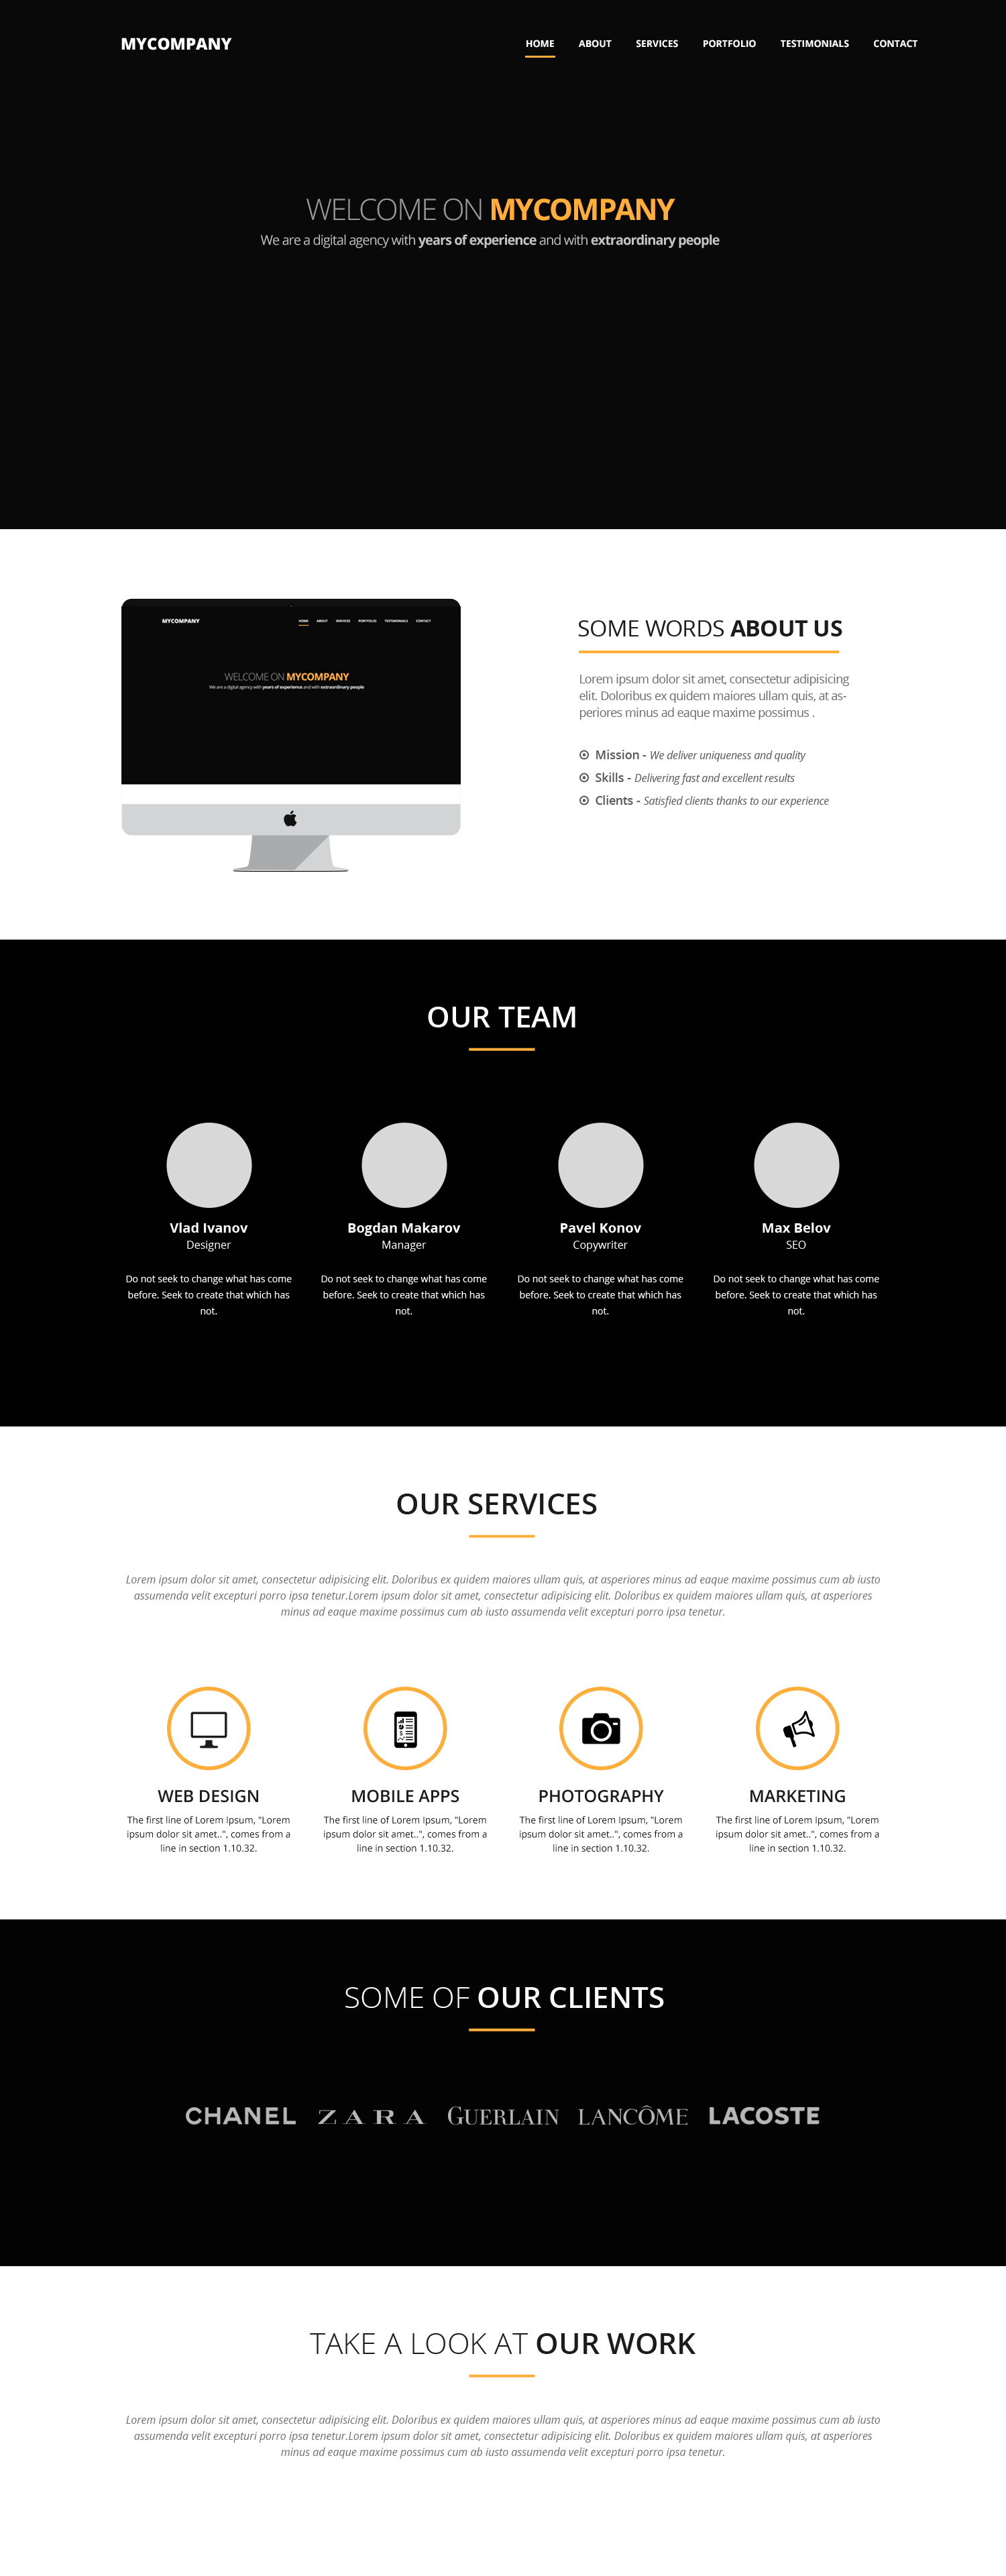 MYCOMPANY
HOME ABOUT SERVICES PORTFOLIO TESTIMONIALS CONTACT
WELCOME ON MYCOMPANY
We are a digital agency with years of experience and with extraordinary people
MYCOMPANY
HOME ABOUT SERVICES PORTFOLIO TESTIMONIALS CONTACT
WELCOME ON MYCOMPANY
We are a digital agency with years of experience and with extraordinary people
SOME WORDS ABOUT US
Lorem ipsum dolor sit amet, consectetur adipisicing
elit. Doloribus ex quidem maiores ullam quis, at as-
periores minus ad eaque maxime possimus .
Mission - We deliver uniqueness and quality
Skills - Delivering fast and excellent results
Clients - Satisfied clients thanks to our experience
OUR TEAM
Vlad Ivanov
Designer
Do not seek to change what has come
before. Seek to create that which has
not.
Bogdan Makarov
Manager
Do not seek to change what has come
before. Seek to create that which has
not.
Pavel Konov
Copywriter
Do not seek to change what has come
before. Seek to create that which has
not.
Max Belov
SEO
Do not seek to change what has come
before. Seek to create that which has
not.
OUR SERVICES
Lorem ipsum dolor sit amet, consectetur adipisicing elit. Doloribus ex quidem maiores ullam quis, at asperiores minus ad eaque maxime possimus cum ab iusto
assumenda velit excepturi porro ipsa tenetur.Lorem ipsum dolor sit amet, consectetur adipisicing elit. Doloribus ex quidem maiores ullam quis, at asperiores
minus ad eaque maxime possimus cum ab iusto assumenda velit excepturi porro ipsa tenetur.
WEB DESIGN
The first line of Lorem Ipsum, "Lorem
ipsum dolor sit amet..", comes from a
line in section 1.10.32.
MOBILE APPS
The first line of Lorem Ipsum, "Lorem
ipsum dolor sit amet..", comes from a
line in section 1.10.32.
PHOTOGRAPHY
The first line of Lorem Ipsum, "Lorem
ipsum dolor sit amet..", comes from a
line in section 1.10.32.
MARKETING
The first line of Lorem Ipsum, "Lorem
ipsum dolor sit amet..", comes from a
line in section 1.10.32.
SOME OF OUR CLIENTS
CHANEL ZARA GUERLAIN LANCÔME LACOSTE
TAKE A LOOK AT OUR WORK
Lorem ipsum dolor sit amet, consectetur adipisicing elit. Doloribus ex quidem maiores ullam quis, at asperiores minus ad eaque maxime possimus cum ab iusto
assumenda velit excepturi porro ipsa tenetur.Lorem ipsum dolor sit amet, consectetur adipisicing elit. Doloribus ex quidem maiores ullam quis, at asperiores
minus ad eaque maxime possimus cum ab iusto assumenda velit excepturi porro ipsa tenetur.